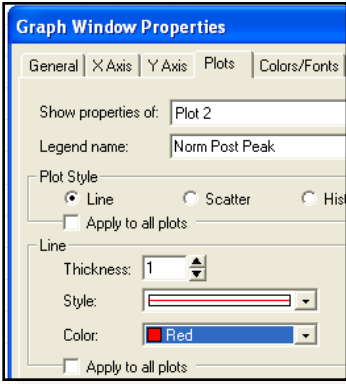 Graph Window Properties
General X Axis Y Axis Plots Colors/Fonts
Show properties of: Plot 2
Legend name: Norm Post Peak
Plot Style
Line Scatter
Apply to all plots
Line
Thickness: 1
Style:
Color: Red
Apply to all plots